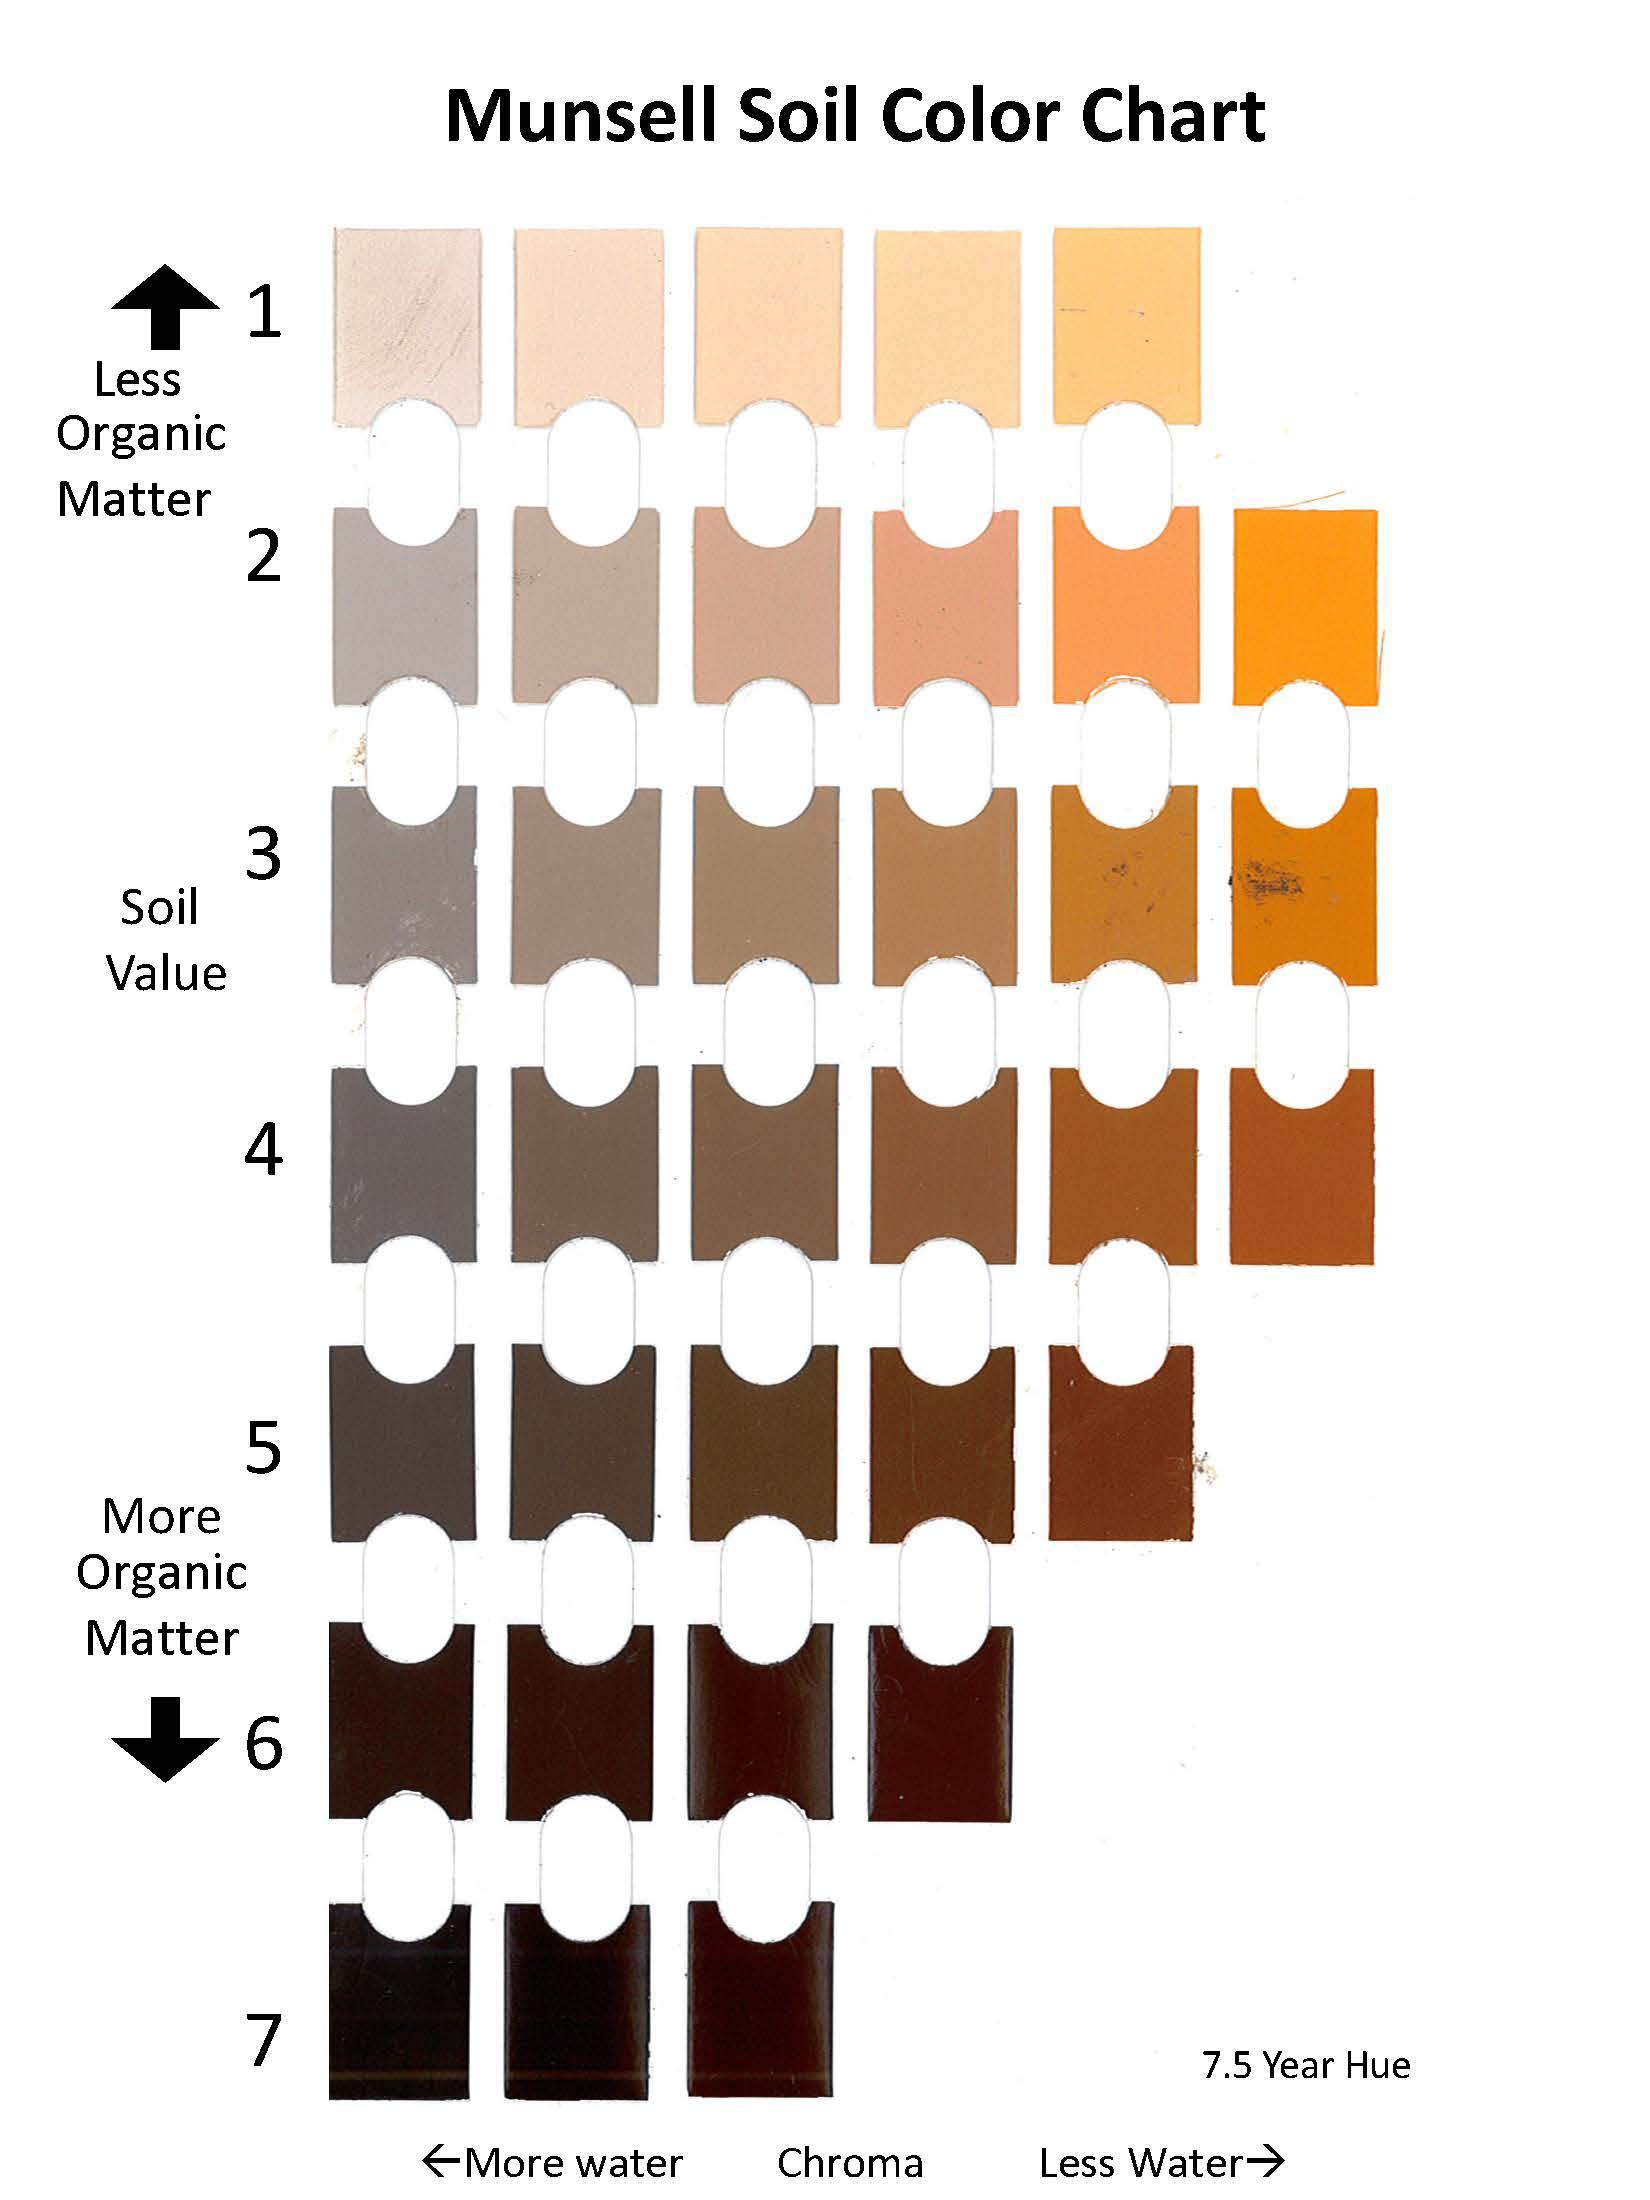 Munsell Soil Color Chart
1
Less
Organic
Matter
2
3
Soil
Value
4
5
More
Organic
Matter
6
7
7.5 Year Hue
←More water Chroma Less Water→